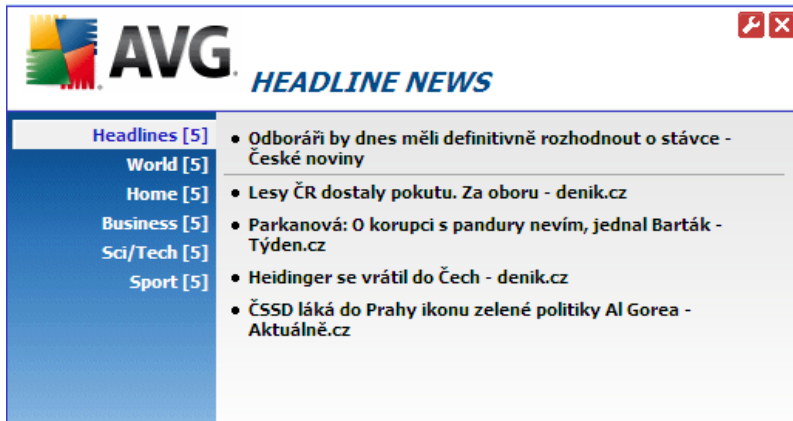 AVG.
HEADLINE NEWS
Headlines [5]
World [5]
Home [5]
Business [5]
Sci/Tech [5]
Sport [5]
• Odboráři by dnes měli definitivně rozhodnout o stávce -
České noviny
• Lesy ČR dostaly pokutu. Za oboru - denik.cz
• Parkanová: O korupci s pandury nevím, jednal Barták -
Týden.cz
• Heidinger se vrátil do Čech - denik.cz
• ČSSD láká do Prahy ikonu zelené politiky Al Gorea -
Aktuálně.cz